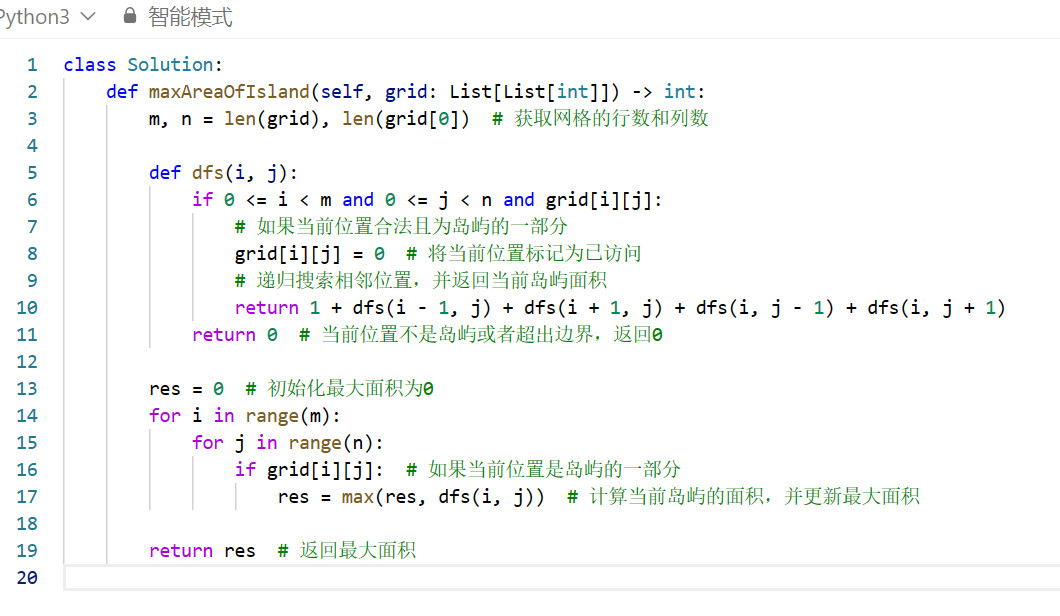 Python3 智能模式
1 class Solution:
2     def maxAreaOfIsland(self, grid: List[List[int]]) -> int:
3         m, n = len(grid), len(grid[0])  # 获取网格的行数和列数
4
5         def dfs(i, j):
6             if 0 <= i < m and 0 <= j < n and grid[i][j]:
7                 # 如果当前位置合法且为岛屿的一部分
8                 grid[i][j] = 0  # 将当前位置标记为已访问
9                 # 递归搜索相邻位置，并返回当前岛屿面积
10                 return 1 + dfs(i - 1, j) + dfs(i + 1, j) + dfs(i, j - 1) + dfs(i, j + 1)
11             return 0  # 当前位置不是岛屿或者超出边界，返回0
12
13         res = 0  # 初始化最大面积为0
14         for i in range(m):
15             for j in range(n):
16                 if grid[i][j]:  # 如果当前位置是岛屿的一部分
17                     res = max(res, dfs(i, j))  # 计算当前岛屿的面积，并更新最大面积
18
19         return res  # 返回最大面积
20